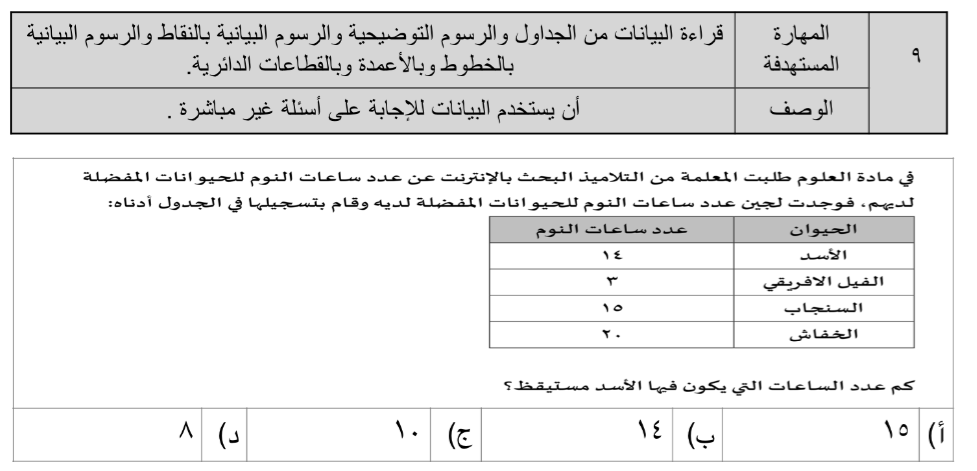 ٩
المهارة المستهدفة
قراءة البيانات من الجداول والرسوم التوضيحية والرسوم البيانية بالنقاط والرسوم البيانية
بالخطوط وبالأعمدة وبالقطاعات الدائرية.
الوصف
أن يستخدم البيانات للإجابة على أسئلة غير مباشرة .
في مادة العلوم طلبت المعلمة من التلاميذ البحث بالإنترنت عن عدد ساعات النوم للحيوانات المفضلة
لديهم، فوجدت لجين عدد ساعات النوم للحيوانات المفضلة لديه وقام بتسجيلها في الجدول أدناه:
الحيوان عدد ساعات النوم
الأسد ١٤
الفيل الافريقي ٣
السنجاب ١٥
الخفاش ٢٠
كم عدد الساعات التي يكون فيها الأسد مستيقظ؟
أ) ١٥ ب) ١٤ ج) ١٠ د) ٨